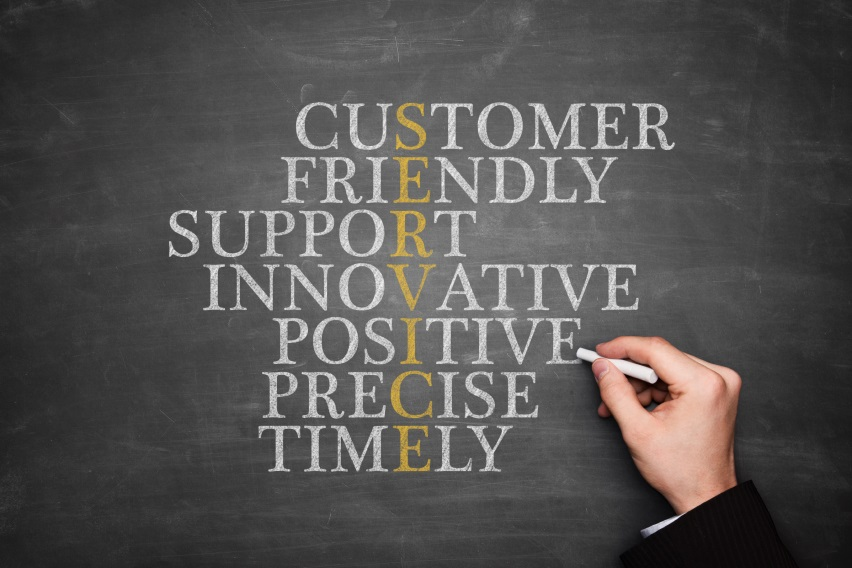 CUSTOMER
FRIENDLY
SUPPORT
INNOVATIVE
POSITIVE
PRECISE
TIMELY